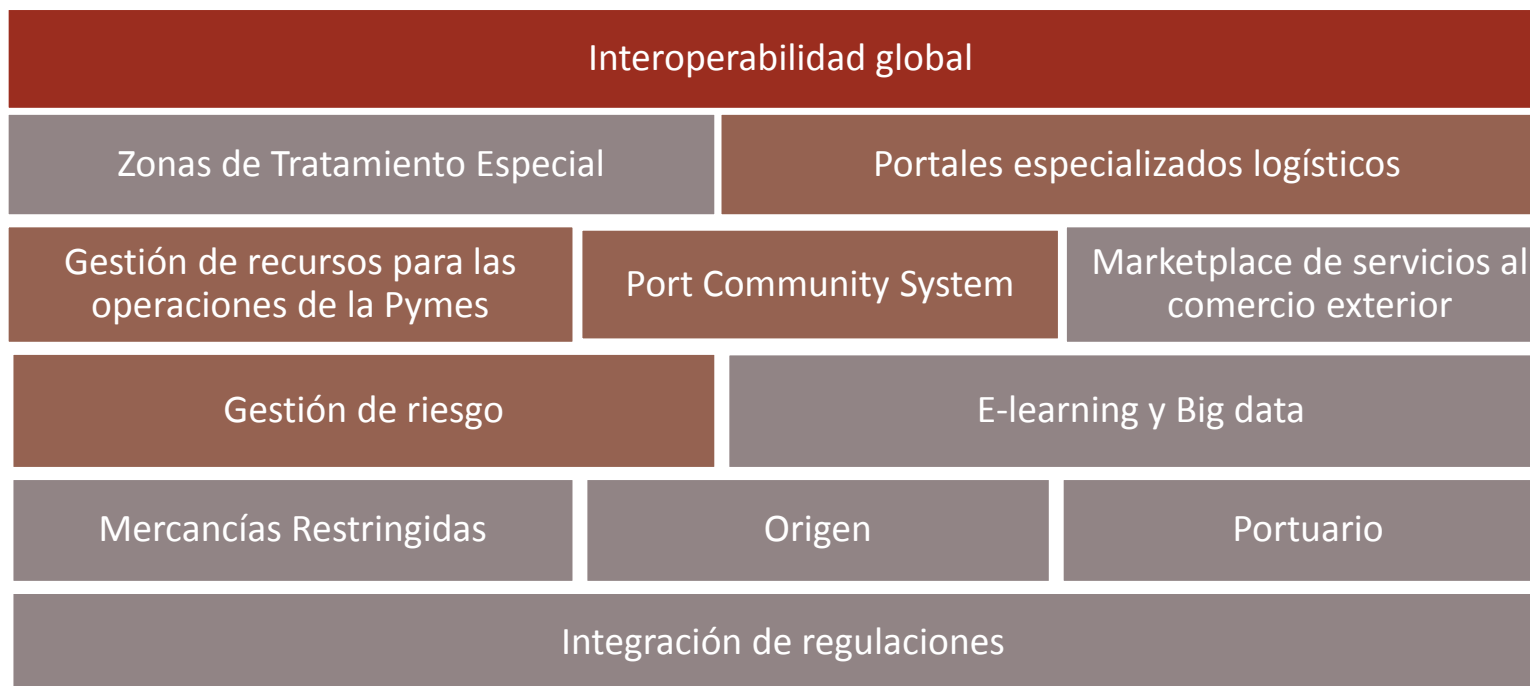 Interoperabilidad global
Zonas de Tratamiento Especial
Portales especializados logísticos
Gestión de recursos para las
operaciones de la Pymes
Port Community System
Marketplace de servicios al
comercio exterior
Gestión de riesgo
E-learning y Big data
Mercancías Restringidas
Origen
Portuario
Integración de regulaciones